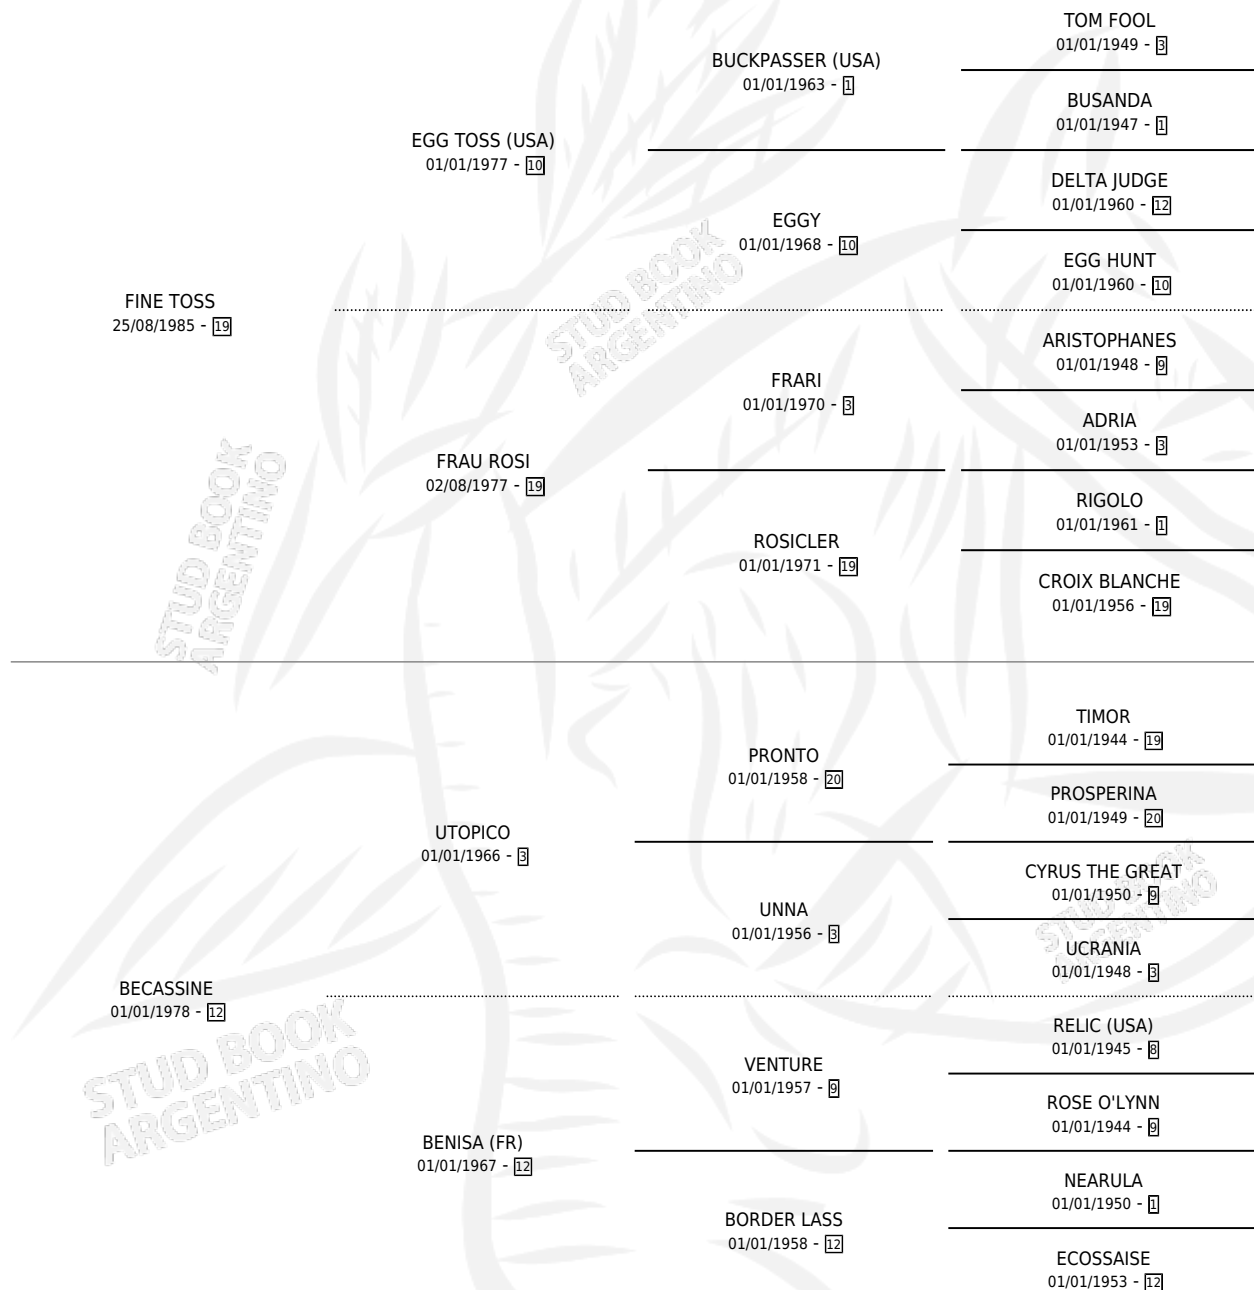 TOM FOOL
01/01/1949 - 3
BUCKPASSER (USA)
01/01/1963 - 1
BUSANDA
01/01/1947 - 1
EGG TOSS (USA)
01/01/1977 - 10
DELTA JUDGE
01/01/1960 - 12
EGGY
01/01/1968 - 10
EGG HUNT
01/01/1960 - 10
FINE TOSS
25/08/1985 - 19
ARISTOPHANES
01/01/1948 - 9
FRARI
01/01/1970 - 3
ADRIA
01/01/1953 - 3
FRAU ROSI
02/08/1977 - 19
RIGOLO
01/01/1961 - 1
ROSICLER
01/01/1971 - 19
CROIX BLANCHE
01/01/1956 - 19
TIMOR
01/01/1944 - 19
PRONTO
01/01/1958 - 20
PROSPERINA
01/01/1949 - 20
UTOPICO
01/01/1966 - 3
CYRUS THE GREAT
01/01/1950 - 9
UNNA
01/01/1956 - 3
UCRANIA
01/01/1948 - 3
BECASSINE
01/01/1978 - 12
RELIC (USA)
01/01/1945 - 8
VENTURE
01/01/1957 - 9
ROSE O'LYNN
01/01/1944 - 9
BENISA (FR)
01/01/1967 - 12
NEARULA
01/01/1950 - 1
BORDER LASS
01/01/1958 - 12
ECOSSAISE
01/01/1953 - 12
STUD BOOK
ARGENTINO
STUD BOOK
ARGENTINO
STUD BOOK
ARGENTINO
STUD BOOK
ARGENTINO